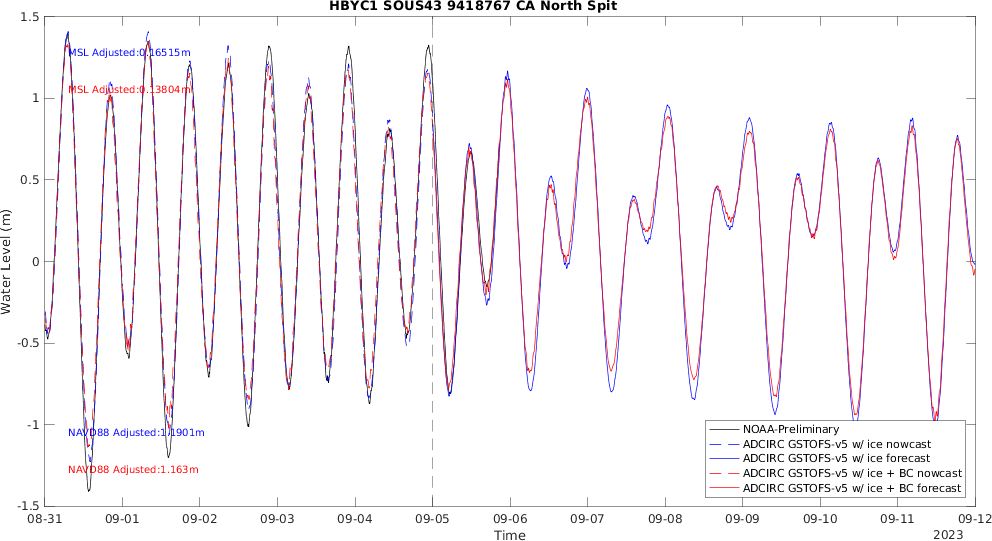 HBYC1 SOUS43 9418767 CA North Spit
1.5
1
0.5
0
-0.5
-1
-1.5
Water Level (m)
MSL Adjusted:0.16515m
MSL Adjusted:0.13804m
NAVD88 Adjusted:1.1901m
NAVD88 Adjusted:1.163m
NOAA-Preliminary
ADCIRC GSTOFS-v5 w/ ice nowcast
ADCIRC GSTOFS-v5 w/ ice forecast
ADCIRC GSTOFS-v5 w/ ice + BC nowcast
ADCIRC GSTOFS-v5 w/ ice + BC forecast
08-31 09-01 09-02 09-03 09-04 09-05 09-06 09-07 09-08 09-09 09-10 09-11 09-12
Time
2023